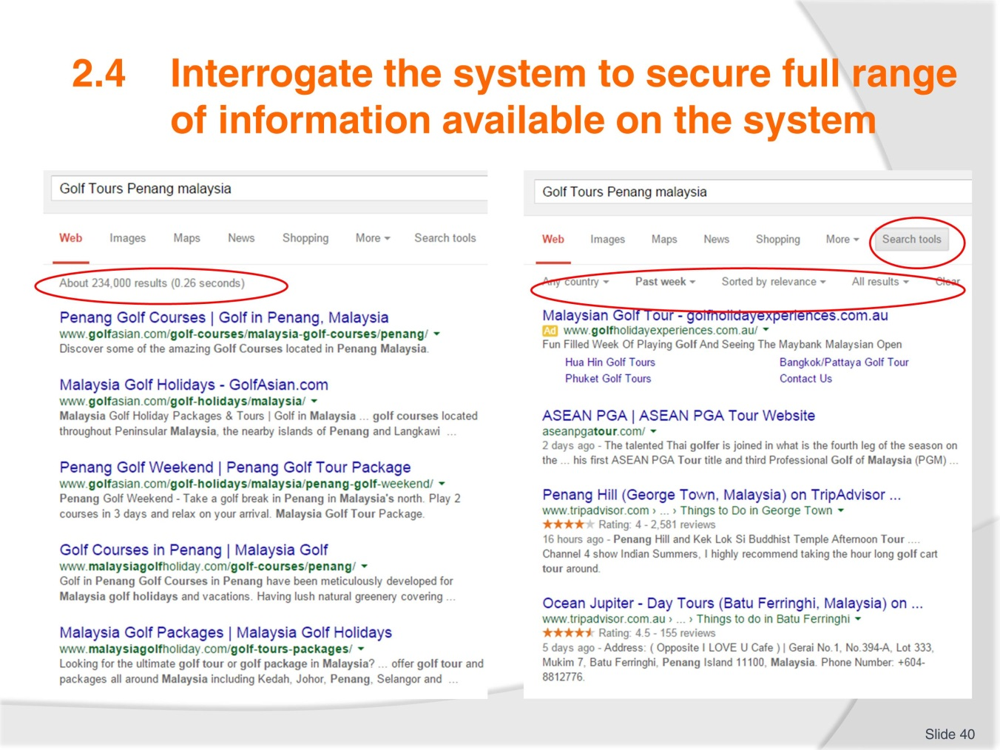 2.4 Interrogate the system to secure full range
of information available on the system
Golf Tours Penang malaysia
Web Images Maps News Shopping More Search tools
About 234,000 results (0.26 seconds)
Penang Golf Courses | Golf in Penang, Malaysia
www.golfasian.com/golf-courses/malaysia-golf-courses/penang/
Discover some of the amazing Golf Courses located in Penang Malaysia.
Malaysia Golf Holidays - GolfAsian.com
www.golfasian.com/golf-holidays/malaysia/
Malaysia Golf Holiday Packages & Tours | Golf in Malaysia ... golf courses located
throughout Peninsular Malaysia, the nearby islands of Penang and Langkawi ...
Penang Golf Weekend | Penang Golf Tour Package
www.golfasian.com/golf-holidays/malaysia/penang-golf-weekend/
Penang Golf Weekend - Take a golf break in Penang in Malaysia's north. Play 2
courses in 3 days and relax on your arrival. Malaysia Golf Tour Package.
Golf Courses in Penang | Malaysia Golf
www.malaysiagolfholiday.com/golf-courses/penang/
Golf in Penang Golf Courses in Penang have been meticulously developed for
Malaysia golf holidays and vacations. Having lush natural greenery covering ...
Malaysia Golf Packages | Malaysia Golf Holidays
www.malaysiagolfholiday.com/golf-tours-packages/
Looking for the ultimate golf tour or golf package in Malaysia? ... offer golf tour and
packages all around Malaysia including Kedah, Johor, Penang, Selangor and ...
Golf Tours Penang malaysia
Web Images Maps News Shopping More Search tools
Any country Past week Sorted by relevance All results Clear
Malaysian Golf Tour - golfholidayexperiences.com.au
Ad www.golfholidayexperiences.com.au/
Fun Filled Week Of Playing Golf And Seeing The Maybank Malaysian Open
Hua Hin Golf Tours Bangkok/Pattaya Golf Tour
Phuket Golf Tours Contact Us
ASEAN PGA | ASEAN PGA Tour Website
aseanpgatour.com/
2 days ago - The talented Thai golfer is joined in what is the fourth leg of the season on
the ... his first ASEAN PGA Tour title and third Professional Golf of Malaysia (PGM) ...
Penang Hill (George Town, Malaysia) on TripAdvisor ...
www.tripadvisor.com › ... › Things to Do in George Town
Rating: 4 - 2,581 reviews
16 hours ago - Penang Hill and Kek Lok Si Buddhist Temple Afternoon Tour ....
Channel 4 show Indian Summers, I highly recommend taking the hour long golf cart
tour around.
Ocean Jupiter - Day Tours (Batu Ferringhi, Malaysia) on ...
www.tripadvisor.com.au › ... › Things to do in Batu Ferringhi
Rating: 4.5 - 155 reviews
5 days ago - Address: ( Opposite I LOVE U Cafe ) | Gerai No.1, No.394-A, Lot 333,
Mukim 7, Batu Ferringhi, Penang Island 11100, Malaysia. Phone Number: +604-
8812776.
Slide 40